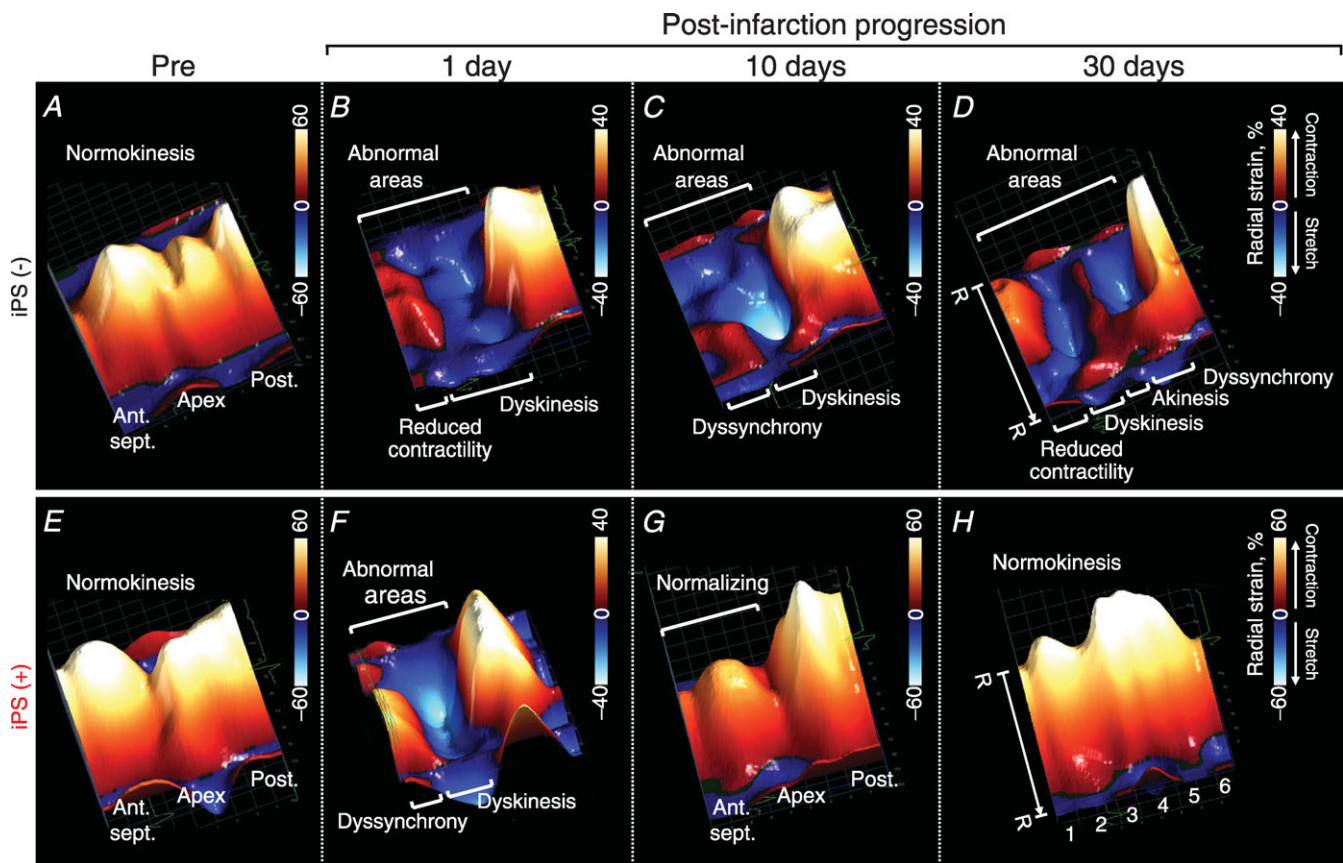 Post-infarction progression
Pre
1 day
10 days
30 days
iPS (-)
A
Normokinesis
60
0
−60
Ant.
sept.
Apex
Post.
B
Abnormal
areas
40
0
−40
Reduced
contractility
Dyskinesis
C
Abnormal
areas
40
0
−40
Dyssynchrony
Dyskinesis
D
Abnormal
areas
40
0
−40
Radial strain, %
Contraction
Stretch
R
R
Reduced
contractility
Dyskinesis
Akinesis
Dyssynchrony
iPS (+)
E
Normokinesis
60
0
−60
Ant.
sept.
Apex
Post.
F
Abnormal
areas
40
0
−40
Dyssynchrony
Dyskinesis
G
Normalizing
60
0
−60
Ant.
sept.
Apex
Post.
H
Normokinesis
60
0
−60
Radial strain, %
Contraction
Stretch
R
R
1 2 3 4 5 6